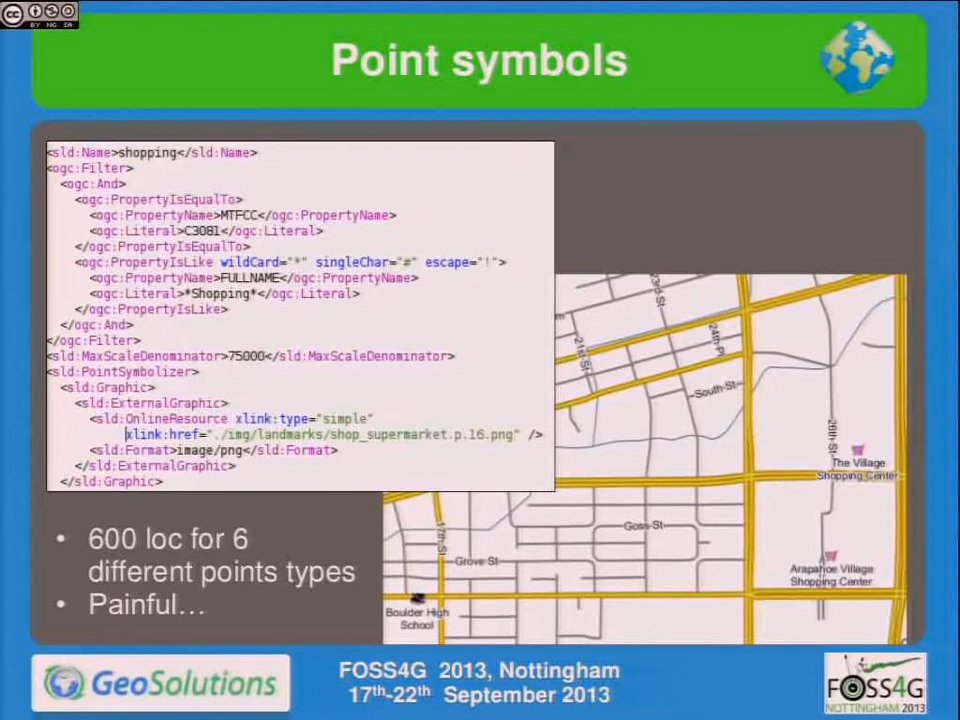 cc BY NC SA
Point symbols
<sld:Name>shopping</sld:Name>
<ogc:Filter>
<ogc:And>
<ogc:PropertyIsEqualTo>
<ogc:PropertyName>MTFCC</ogc:PropertyName>
<ogc:Literal>C3081</ogc:Literal>
</ogc:PropertyIsEqualTo>
<ogc:PropertyIsLike wildCard="*" singleChar="#" escape="!">
<ogc:PropertyName>FULLNAME</ogc:PropertyName>
<ogc:Literal>*Shopping*</ogc:Literal>
</ogc:PropertyIsLike>
</ogc:And>
</ogc:Filter>
<sld:MaxScaleDenominator>75000</sld:MaxScaleDenominator>
<sld:PointSymbolizer>
<sld:Graphic>
<sld:ExternalGraphic>
<sld:OnlineResource xlink:type="simple"
xlink:href="./img/landmarks/shop_supermarket.p.16.png" />
<sld:Format>image/png</sld:Format>
</sld:ExternalGraphic>
</sld:Graphic>
23rd St
21st St
24th Pl
South St
28th St
The Village
Shopping Center
17th St
Goss St
Grove St
Arapahoe Village
Shopping Center
Boulder High
School
• 600 loc for 6
different points types
• Painful...
GeoSolutions
FOSS4G 2013, Nottingham
17th-22th September 2013
FOSS4G
NOTTINGHAM 2013